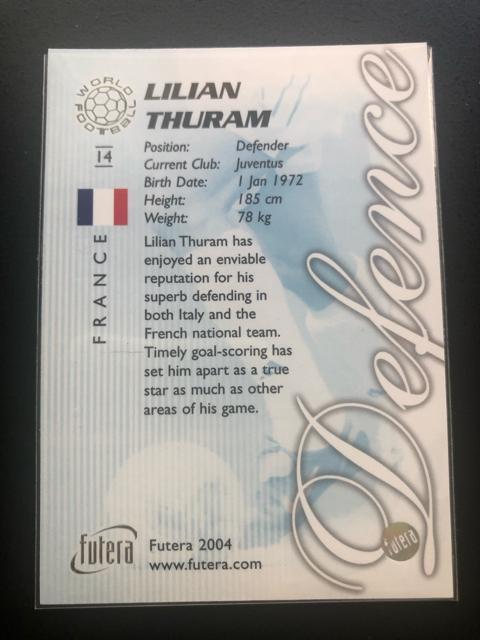 WORLD FOOTBALL
LILIAN
THURAM
14
Position: Defender
Current Club: Juventus
Birth Date: 1 Jan 1972
Height: 185 cm
Weight: 78 kg
FRANCE
Lilian Thuram has
enjoyed an enviable
reputation for his
superb defending in
both Italy and the
French national team.
Timely goal-scoring has
set him apart as a true
star as much as other
areas of his game.
Defence
futera
Futera 2004
www.futera.com
futera